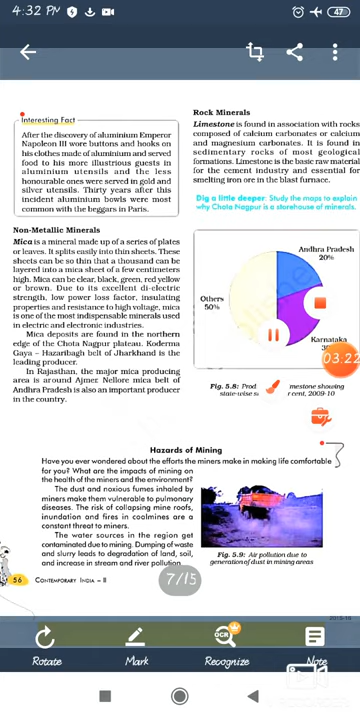 4:32 PM
47
Interesting Fact
After the discovery of aluminium Emperor
Napoleon III wore buttons and hooks on
his clothes made of aluminium and served
food to his more illustrious guests in
aluminium utensils and the less
honourable ones were served in gold and
silver utensils. Thirty years after this
incident aluminium bowls were most
common with the beggars in Paris.
Non-Metallic Minerals
Mica is a mineral made up of a series of plates
or leaves. It splits easily into thin sheets. These
sheets can be so thin that a thousand can be
layered into a mica sheet of a few centimeters
high. Mica can be clear, black, green, red yellow
or brown. Due to its excellent di-electric
strength, low power loss factor, insulating
properties and resistance to high voltage, mica
is one of the most indispensable minerals used
in electric and electronic industries.
Mica deposits are found in the northern
edge of the Chota Nagpur plateau. Koderma
Gaya – Hazaribagh belt of Jharkhand is the
leading producer.
In Rajasthan, the major mica producing
area is around Ajmer. Nellore mica belt of
Andhra Pradesh is also an important producer
in the country.
Rock Minerals
Limestone is found in association with rocks
composed of calcium carbonates or calcium
and magnesium carbonates. It is found in
sedimentary rocks of most geological
formations. Limestone is the basic raw material
for the cement industry and essential for
smelting iron ore in the blast furnace.
Dig a little deeper: Study the maps to explain
why Chota Nagpur is a storehouse of minerals.
Andhra Pradesh
20%
Others
50%
Karnataka
03:22
Fig. 5.8: Prod mestone showing
state-wise 2009-10
Hazards of Mining
Have you ever wondered about the efforts the miners make in making life comfortable
for you? What are the impacts of mining on
the health of the miners and the environment?
The dust and noxious fumes inhaled by
miners make them vulnerable to pulmonary
diseases. The risk of collapsing mine roofs,
inundation and fires in coalmines are a
constant threat to miners.
The water sources in the region get
contaminated due to mining. Dumping of waste
and slurry leads to degradation of land, soil,
and increase in stream and river pollution.
Fig. 5.9: Air pollution due to
generation of dust in mining areas
56 Contemporary India – II
7/15
2015-16
OCR
Rotate
Mark
Recognize
Note